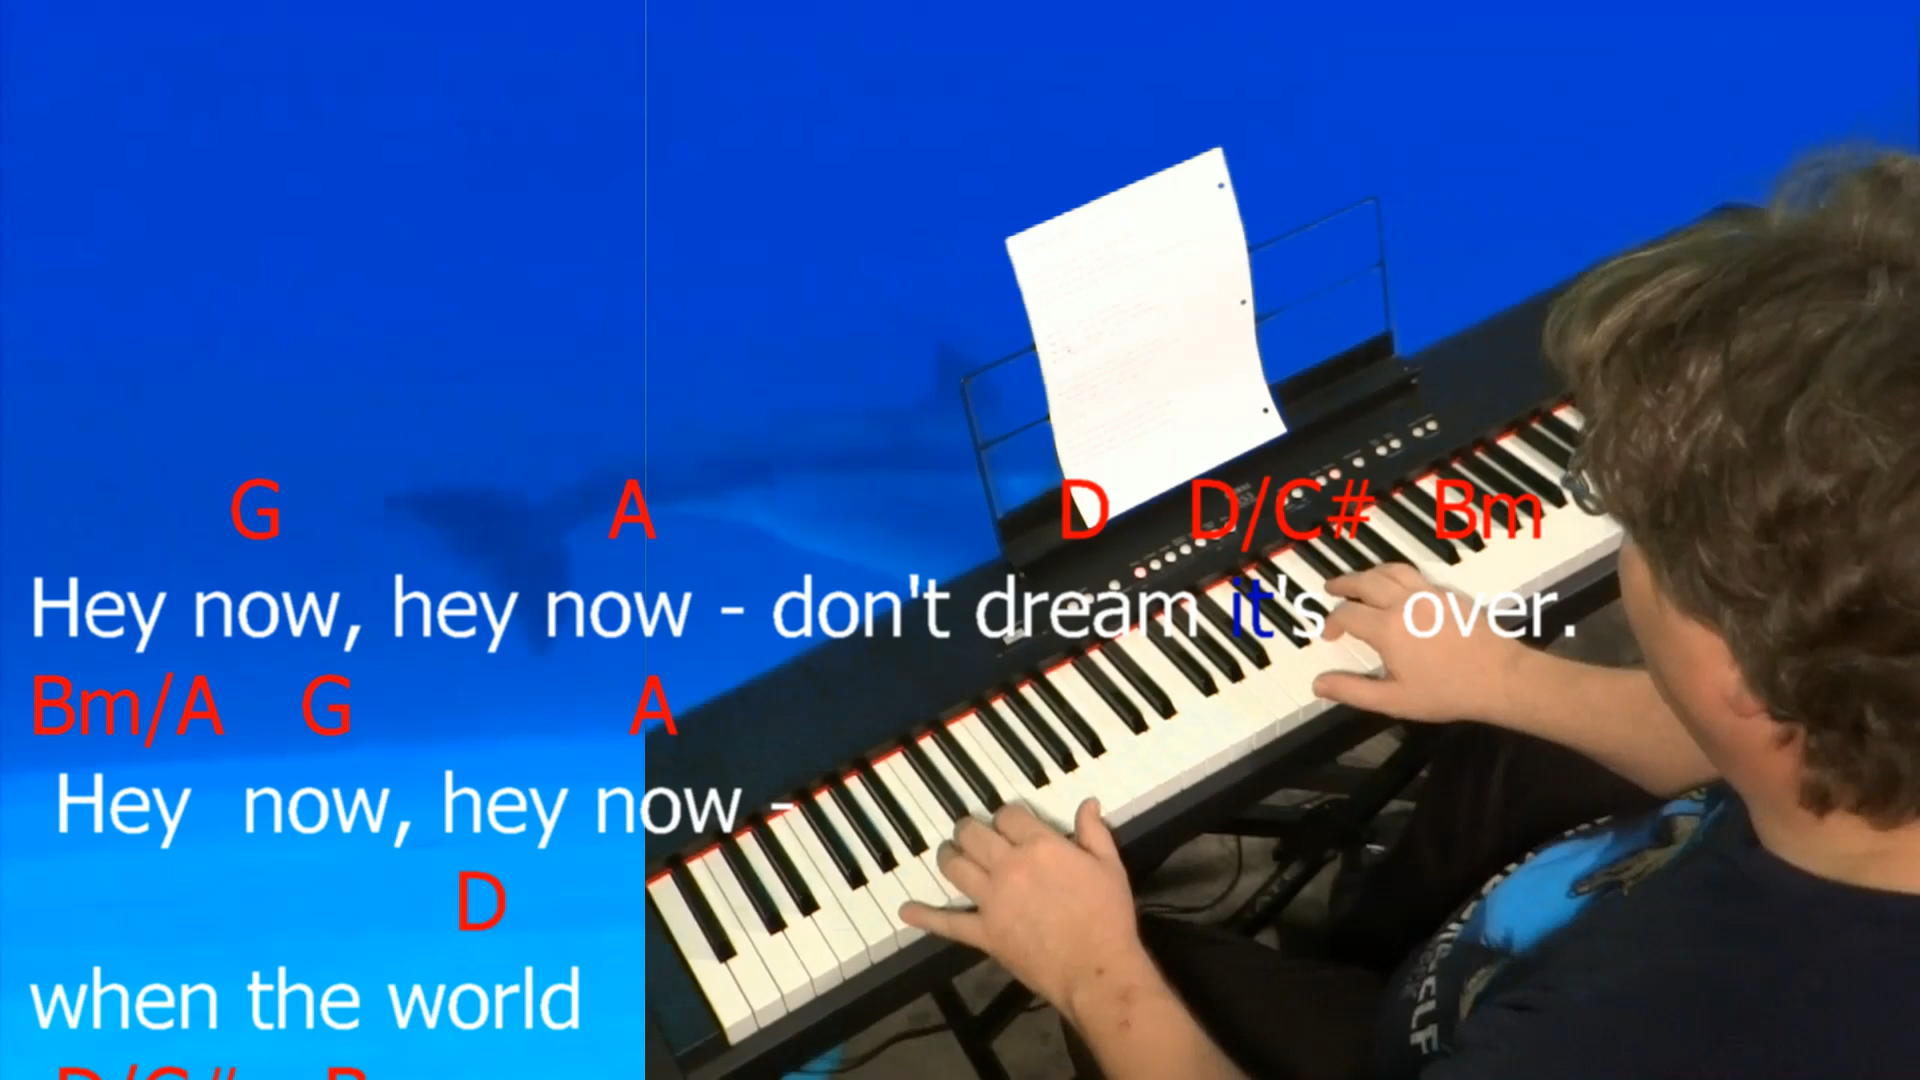 G A D D/C# Bm
Hey now, hey now - don't dream it's over.
Bm/A G A
Hey now, hey now -
D
when the world